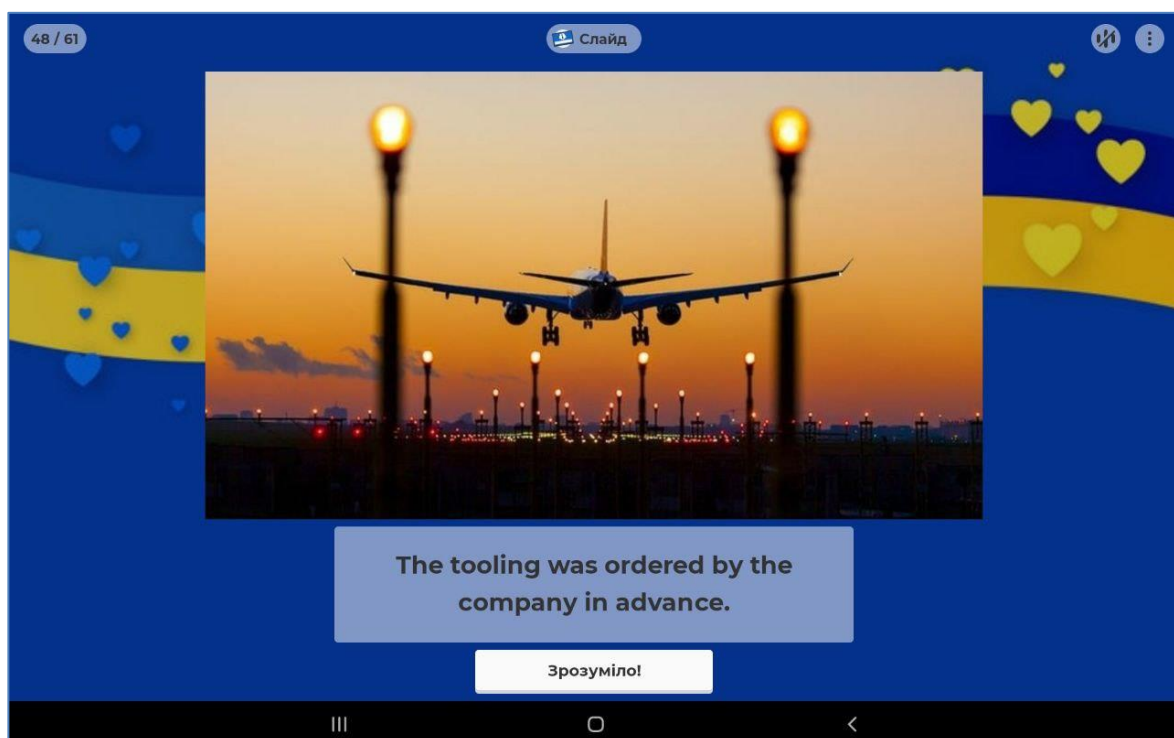 48 / 61
Слайд
The tooling was ordered by the
company in advance.
Зрозуміло!